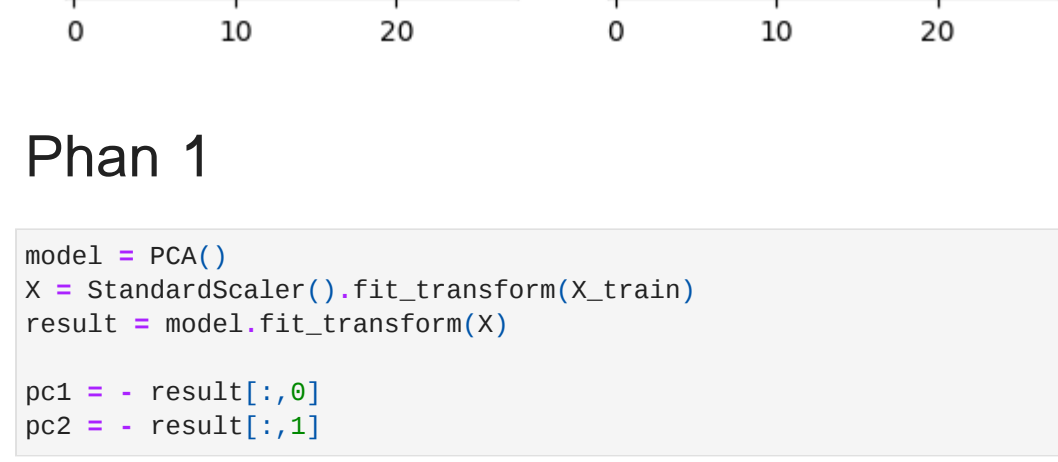 0 10 20 0 10 20
Phan 1
model = PCA()
X = StandardScaler().fit_transform(X_train)
result = model.fit_transform(X)
pc1 = - result[:,0]
pc2 = - result[:,1]